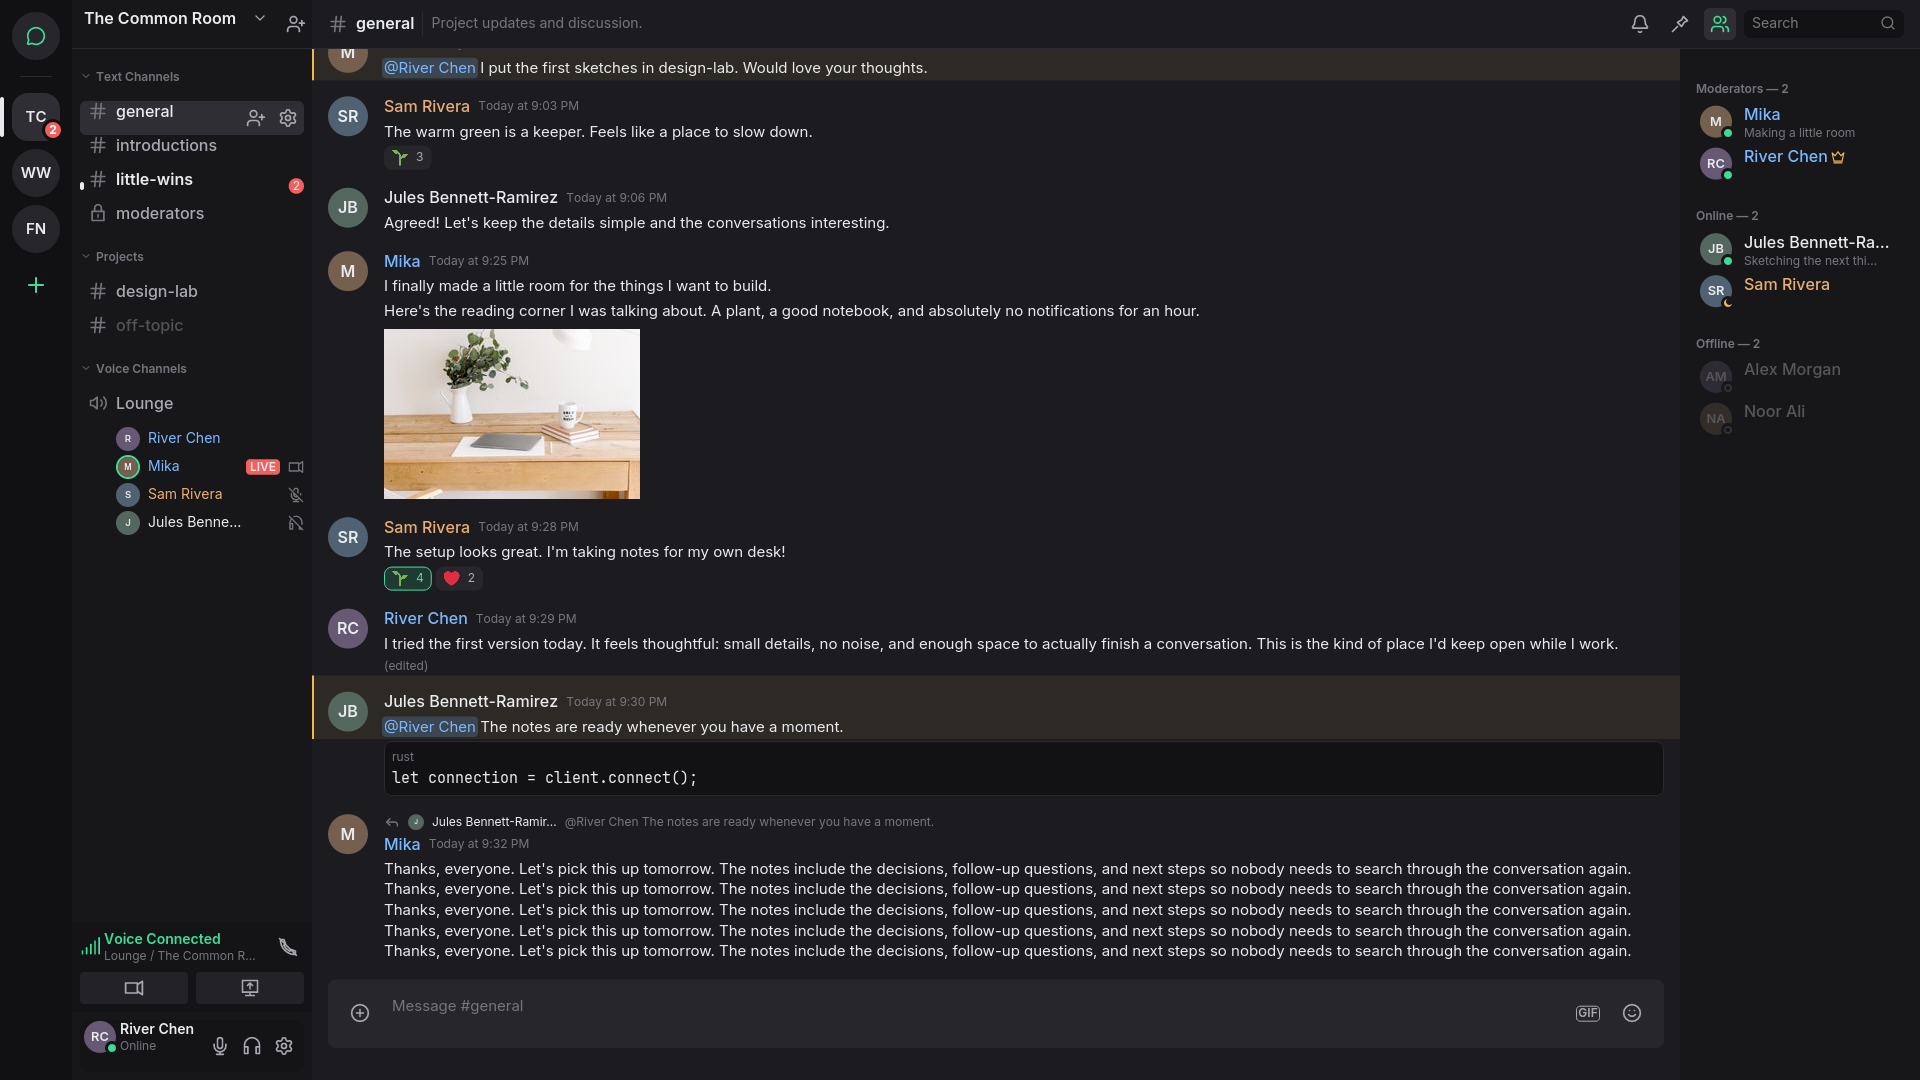 The Common Room
TC
2
WW
FN
Text Channels
general
introductions
little-wins
2
moderators
Projects
design-lab
off-topic
Voice Channels
Lounge
R
River Chen
M
Mika
LIVE
S
Sam Rivera
J
Jules Benne...
Voice Connected
Lounge / The Common R...
RC
River Chen
Online
general
Project updates and discussion.
Search
M
@River Chen I put the first sketches in design-lab. Would love your thoughts.
SR
Sam Rivera Today at 9:03 PM
The warm green is a keeper. Feels like a place to slow down.
3
JB
Jules Bennett-Ramirez Today at 9:06 PM
Agreed! Let's keep the details simple and the conversations interesting.
M
Mika Today at 9:25 PM
I finally made a little room for the things I want to build.
Here's the reading corner I was talking about. A plant, a good notebook, and absolutely no notifications for an hour.
SR
Sam Rivera Today at 9:28 PM
The setup looks great. I'm taking notes for my own desk!
4 2
RC
River Chen Today at 9:29 PM
I tried the first version today. It feels thoughtful: small details, no noise, and enough space to actually finish a conversation. This is the kind of place I'd keep open while I work.
(edited)
JB
Jules Bennett-Ramirez Today at 9:30 PM
@River Chen The notes are ready whenever you have a moment.
rust
let connection = client.connect();
J Jules Bennett-Ramir... @River Chen The notes are ready whenever you have a moment.
M
Mika Today at 9:32 PM
Thanks, everyone. Let's pick this up tomorrow. The notes include the decisions, follow-up questions, and next steps so nobody needs to search through the conversation again.
Thanks, everyone. Let's pick this up tomorrow. The notes include the decisions, follow-up questions, and next steps so nobody needs to search through the conversation again.
Thanks, everyone. Let's pick this up tomorrow. The notes include the decisions, follow-up questions, and next steps so nobody needs to search through the conversation again.
Thanks, everyone. Let's pick this up tomorrow. The notes include the decisions, follow-up questions, and next steps so nobody needs to search through the conversation again.
Thanks, everyone. Let's pick this up tomorrow. The notes include the decisions, follow-up questions, and next steps so nobody needs to search through the conversation again.
Message #general
GIF
Moderators — 2
M
Mika
Making a little room
RC
River Chen
Online — 2
JB
Jules Bennett-Ra...
Sketching the next thi...
SR
Sam Rivera
Offline — 2
AM
Alex Morgan
NA
Noor Ali